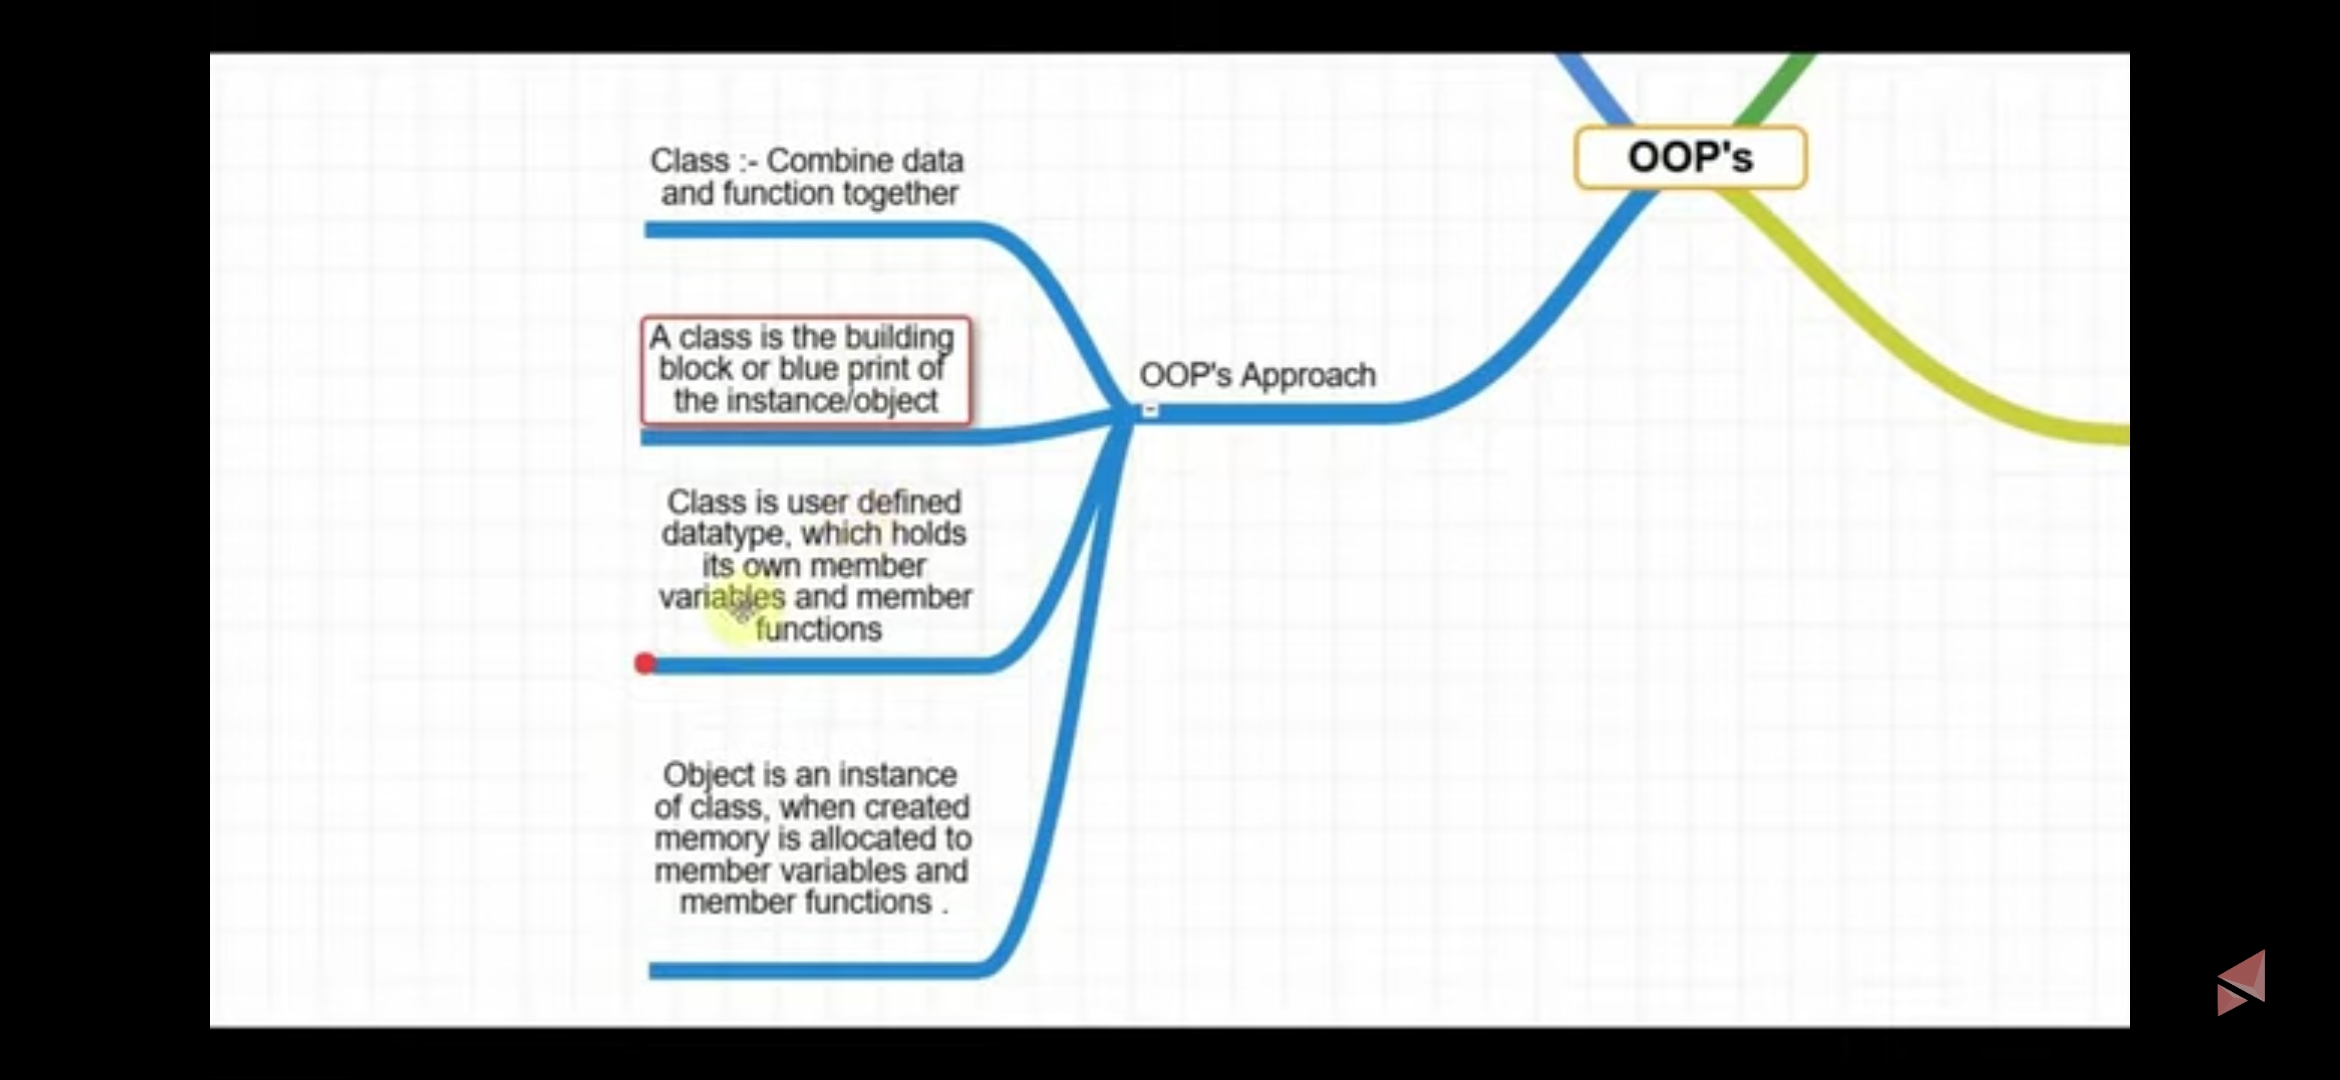 OOP's
Class :- Combine data
and function together
A class is the building
block or blue print of
the instance/object
OOP's Approach
Class is user defined
datatype, which holds
its own member
variables and member
functions
Object is an instance
of class, when created
memory is allocated to
member variables and
member functions .